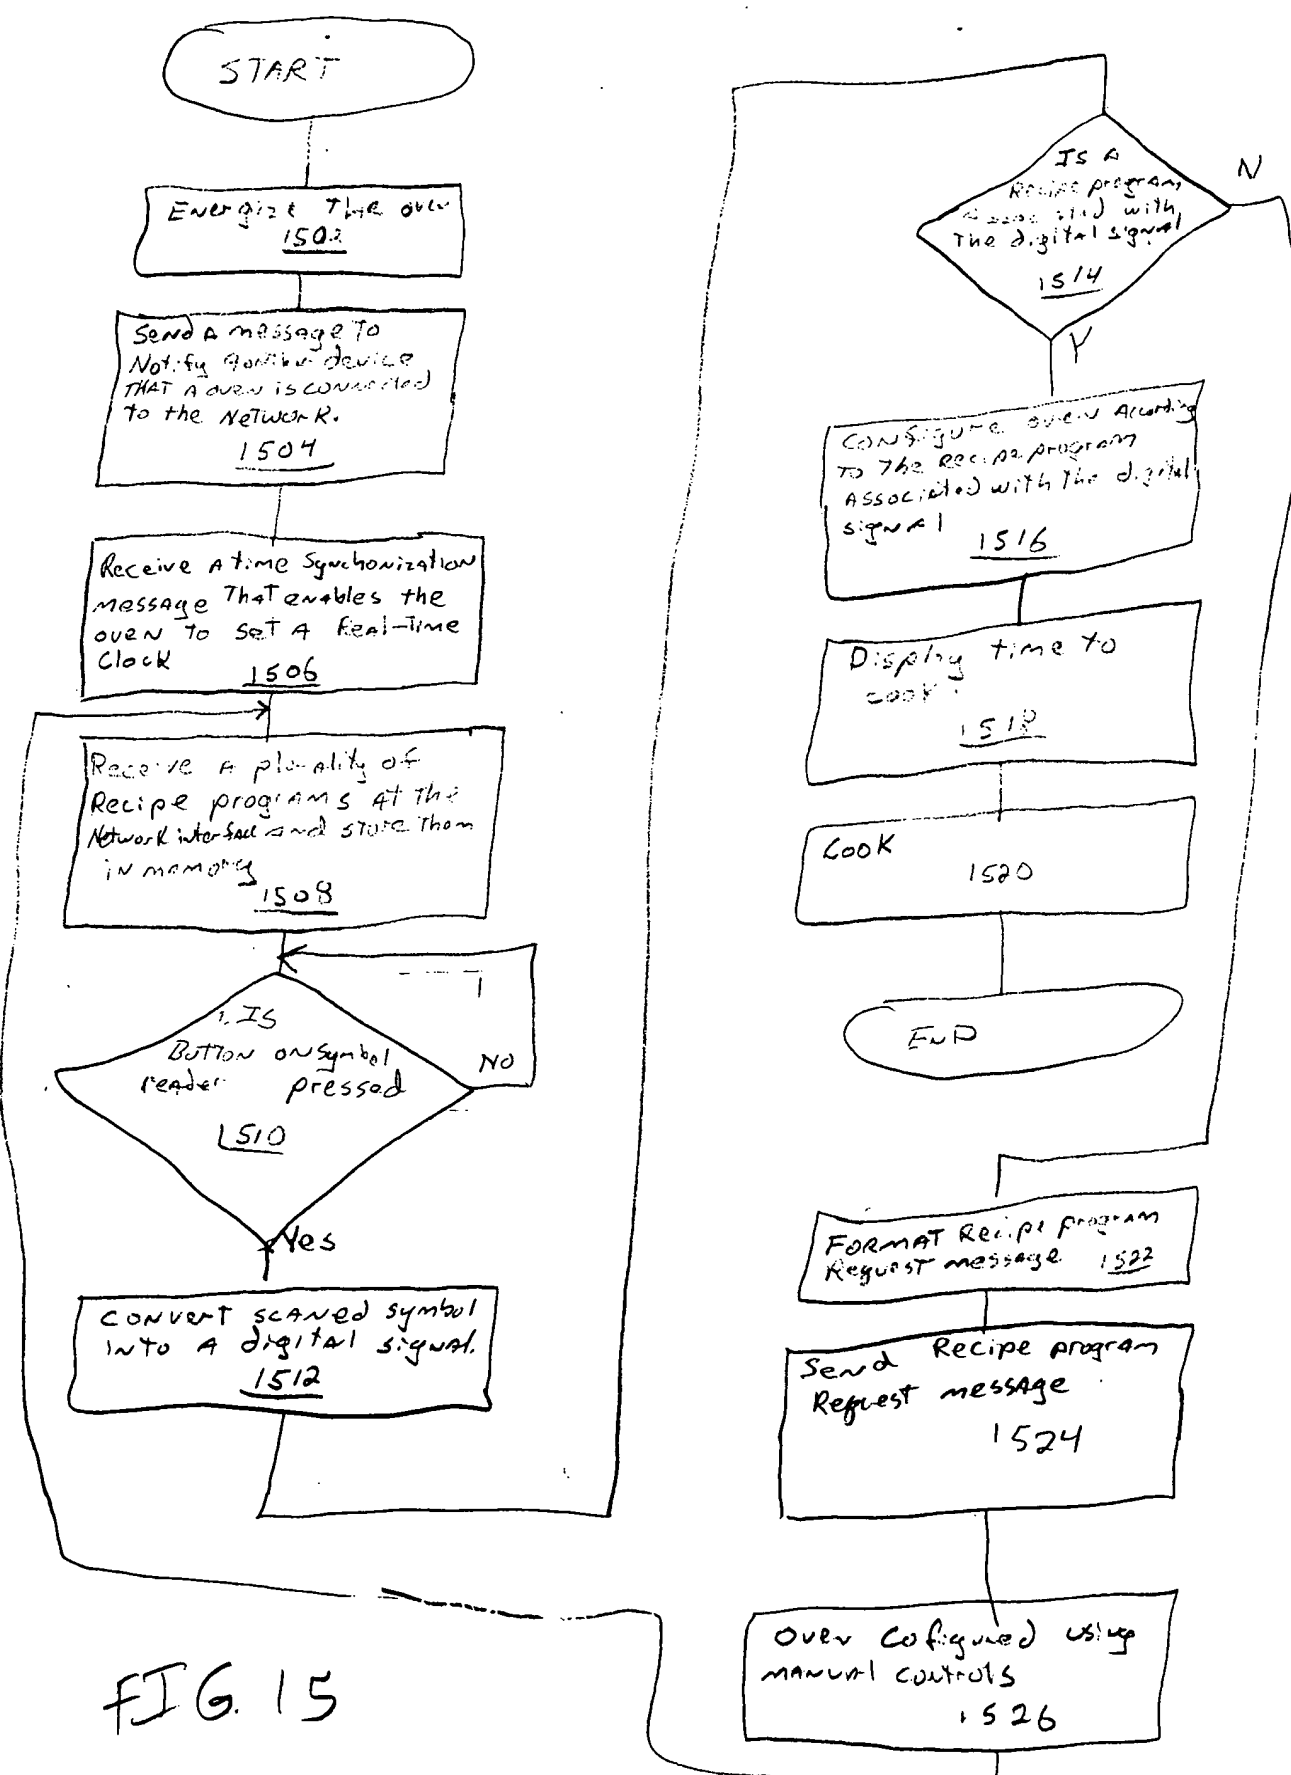 START
Energize The oven
1502
Send A message To
Notify device
THAT A oven is connected
to the Network.
1504
Receive A time Synchonization
message That enables the
oven to set A Real-Time
Clock
1506
Receive A plurality of
Recipe programs At The
Network interface and store Them
in memory
1508
Is
Button on symbol
reader pressed
1510
NO
Yes
convert scaned symbol
into A digital signal.
1512
Is A
Recipe program
Associated with
The digital signal
1514
N
Y
Configure oven According
To The Recipe program
Associated with The digital
signal
1516
Display time to
cook.
1518
Cook
1520
End
FORMAT Recipe program
Request message 1522
Send Recipe program
Request message
1524
Oven Cofigured using
MANUAl controls
1526
FIG. 15